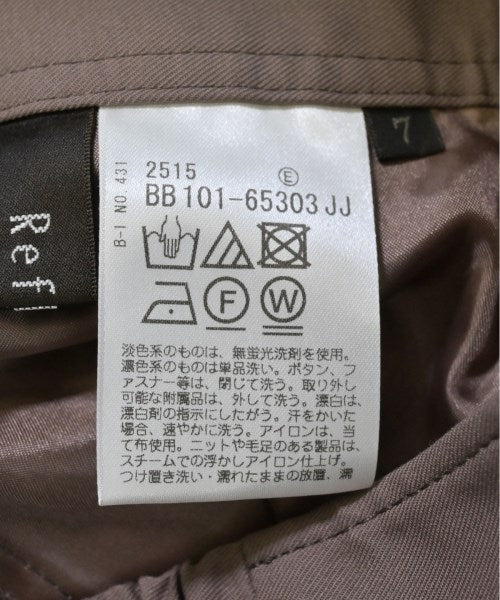 Ref
7
B-I NO. 431
2515 E
BB101-65303JJ
F W
淡色系のものは、無蛍光洗剤を使用。
濃色系のものは単品洗い。ボタン、フ
ァスナー等は、閉じて洗う。取り外し
可能な附属品は、外して洗う。漂白は、
漂白剤の指示にしたがう。汗をかいた
場合、速やかに洗う。アイロンは、当
て布使用。ニットや毛足のある製品は、
スチームでの浮かしアイロン仕上げ。
つけ置き洗い・濡れたままの放置、濡